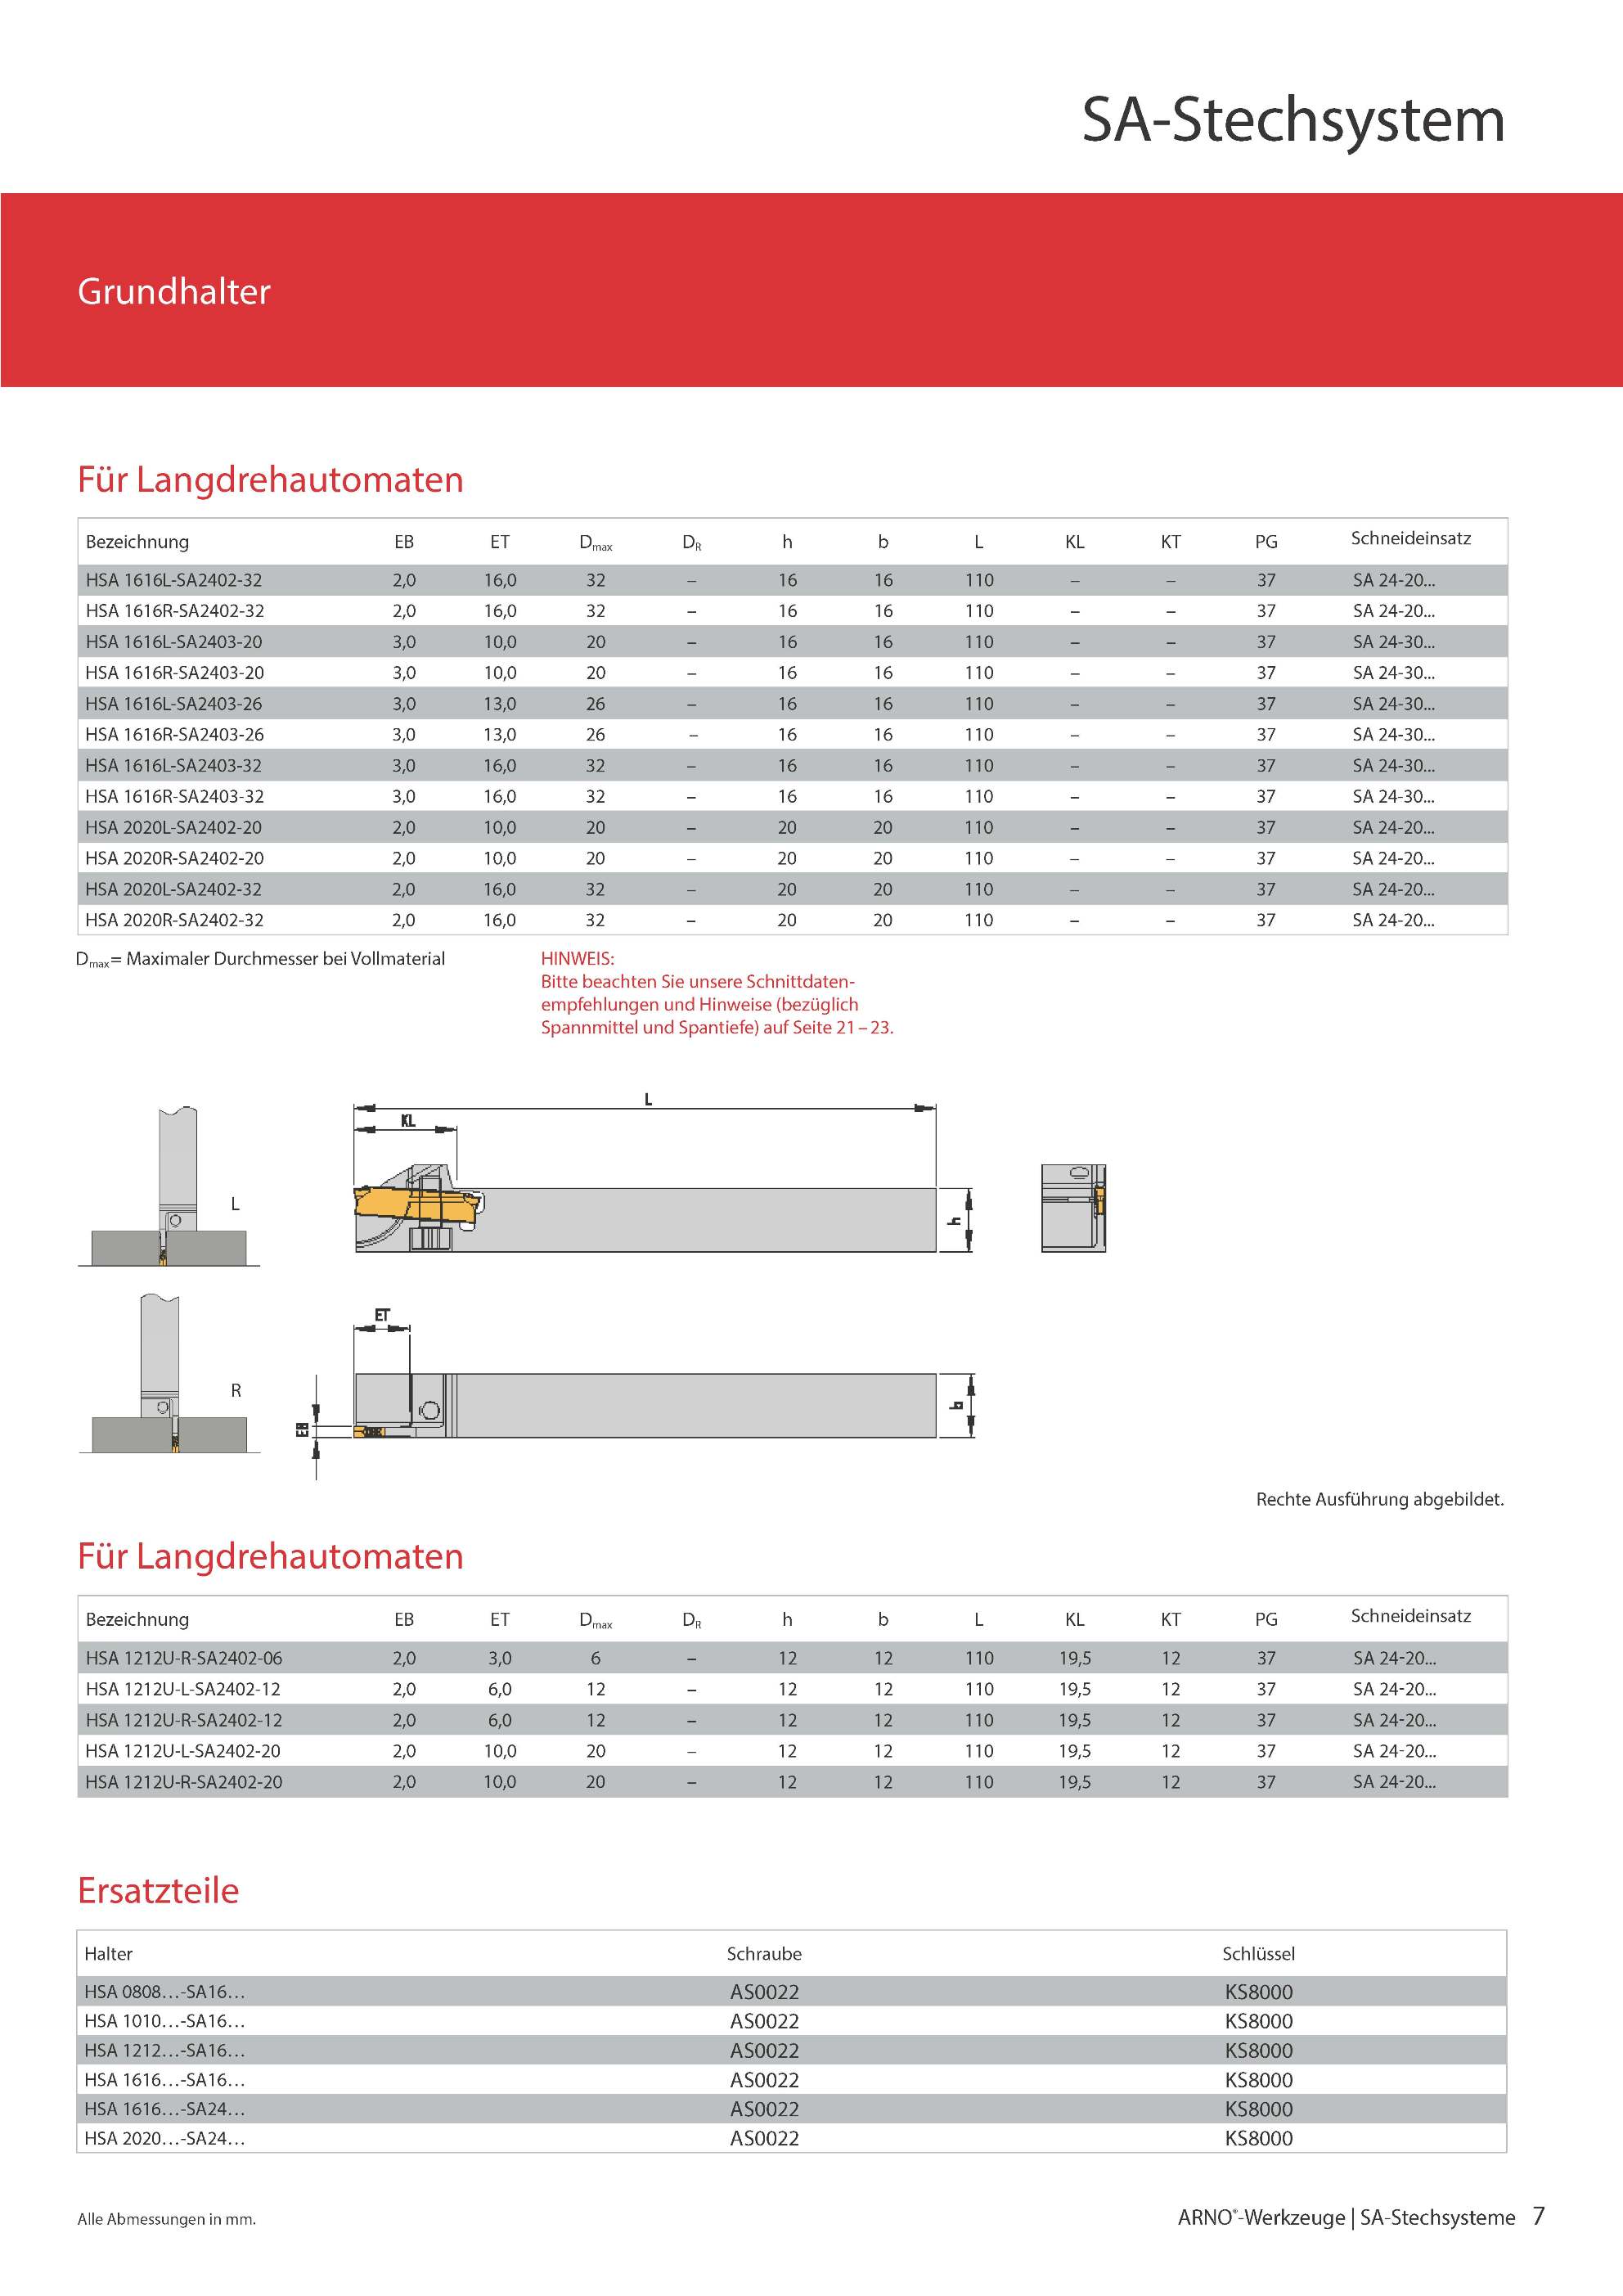 SA-Stechsystem
Grundhalter
Für Langdrehautomaten
Bezeichnung EB ET Dmax DR h b L KL KT PG Schneideinsatz
HSA 1616L-SA2402-32 2,0 16,0 32 – 16 16 110 – – 37 SA 24-20...
HSA 1616R-SA2402-32 2,0 16,0 32 – 16 16 110 – – 37 SA 24-20...
HSA 1616L-SA2403-20 3,0 10,0 20 – 16 16 110 – – 37 SA 24-30...
HSA 1616R-SA2403-20 3,0 10,0 20 – 16 16 110 – – 37 SA 24-30...
HSA 1616L-SA2403-26 3,0 13,0 26 – 16 16 110 – – 37 SA 24-30...
HSA 1616R-SA2403-26 3,0 13,0 26 – 16 16 110 – – 37 SA 24-30...
HSA 1616L-SA2403-32 3,0 16,0 32 – 16 16 110 – – 37 SA 24-30...
HSA 1616R-SA2403-32 3,0 16,0 32 – 16 16 110 – – 37 SA 24-30...
HSA 2020L-SA2402-20 2,0 10,0 20 – 20 20 110 – – 37 SA 24-20...
HSA 2020R-SA2402-20 2,0 10,0 20 – 20 20 110 – – 37 SA 24-20...
HSA 2020L-SA2402-32 2,0 16,0 32 – 20 20 110 – – 37 SA 24-20...
HSA 2020R-SA2402-32 2,0 16,0 32 – 20 20 110 – – 37 SA 24-20...
Dmax= Maximaler Durchmesser bei Vollmaterial
HINWEIS:
Bitte beachten Sie unsere Schnittdaten-
empfehlungen und Hinweise (bezüglich
Spannmittel und Spantiefe) auf Seite 21 – 23.
L
KL
L
h
ET
R
EB
b
Rechte Ausführung abgebildet.
Für Langdrehautomaten
Bezeichnung EB ET Dmax DR h b L KL KT PG Schneideinsatz
HSA 1212U-R-SA2402-06 2,0 3,0 6 – 12 12 110 19,5 12 37 SA 24-20...
HSA 1212U-L-SA2402-12 2,0 6,0 12 – 12 12 110 19,5 12 37 SA 24-20...
HSA 1212U-R-SA2402-12 2,0 6,0 12 – 12 12 110 19,5 12 37 SA 24-20...
HSA 1212U-L-SA2402-20 2,0 10,0 20 – 12 12 110 19,5 12 37 SA 24-20...
HSA 1212U-R-SA2402-20 2,0 10,0 20 – 12 12 110 19,5 12 37 SA 24-20...
Ersatzteile
Halter Schraube Schlüssel
HSA 0808...-SA16... AS0022 KS8000
HSA 1010...-SA16... AS0022 KS8000
HSA 1212...-SA16... AS0022 KS8000
HSA 1616...-SA16... AS0022 KS8000
HSA 1616...-SA24... AS0022 KS8000
HSA 2020...-SA24... AS0022 KS8000
Alle Abmessungen in mm.
ARNO®-Werkzeuge | SA-Stechsysteme 7